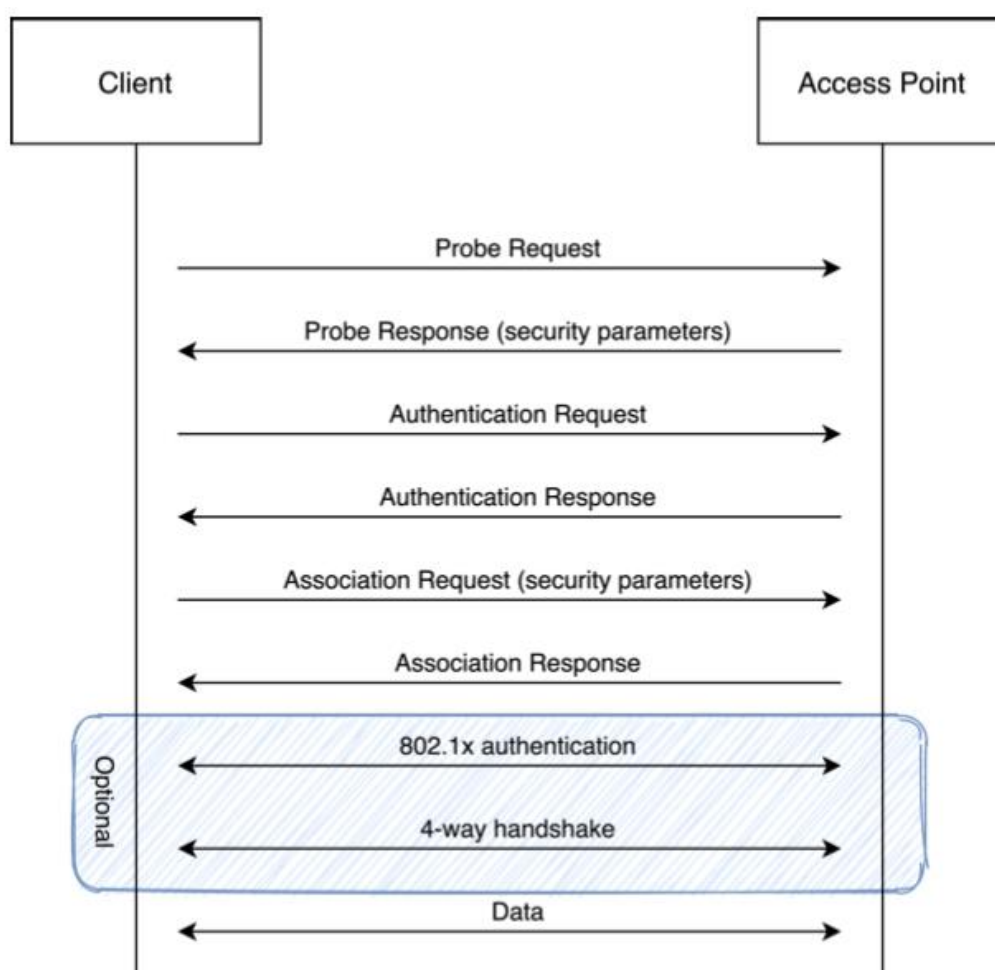 Client
Access Point
Probe Request
Probe Response (security parameters)
Authentication Request
Authentication Response
Association Request (security parameters)
Association Response
Optional
802.1x authentication
4-way handshake
Data